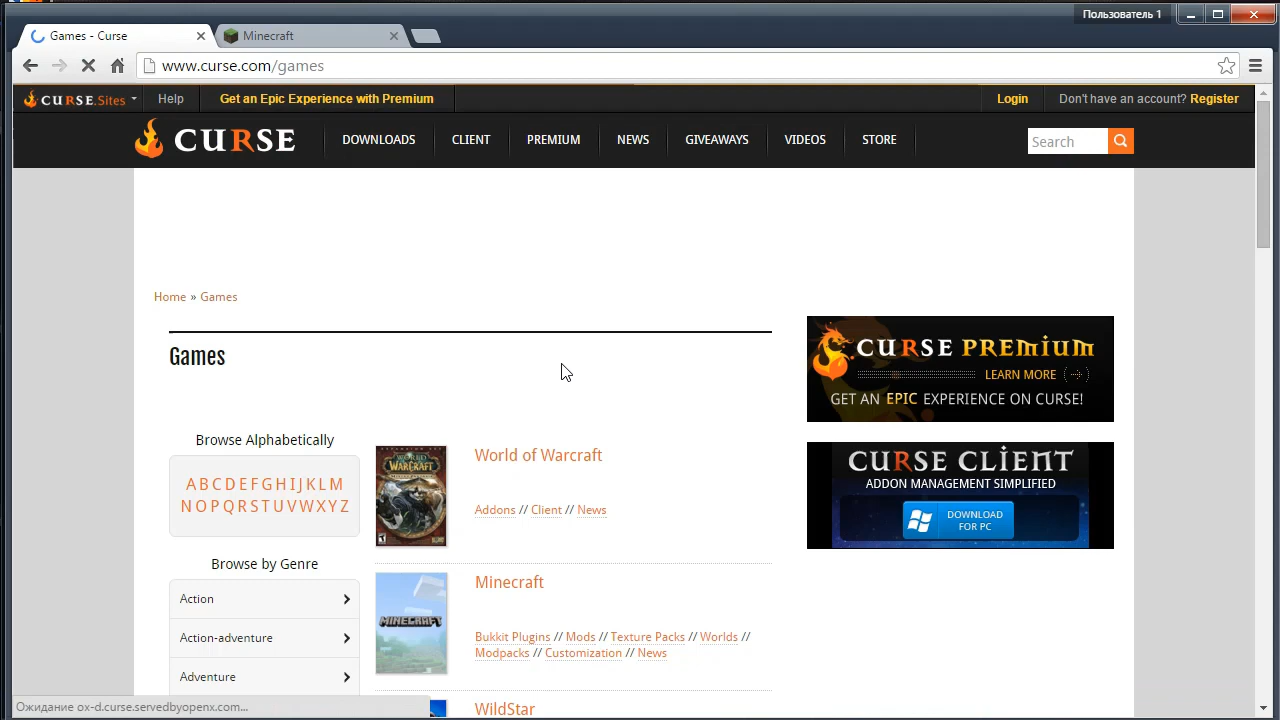 Пользователь 1
Games - Curse
Minecraft
www.curse.com/games
CURSE.Sites
Help
Get an Epic Experience with Premium
Login
Don't have an account? Register
CURSE
DOWNLOADS
CLIENT
PREMIUM
NEWS
GIVEAWAYS
VIDEOS
STORE
Search
Home » Games
Games
CURSE PREMIUM
LEARN MORE
GET AN EPIC EXPERIENCE ON CURSE!
Browse Alphabetically
A B C D E F G H I J K L M
N O P Q R S T U V W X Y Z
WORLD
WARCRAFT
World of Warcraft
Addons // Client // News
CURSE CLIENT
ADDON MANAGEMENT SIMPLIFIED
DOWNLOAD
FOR PC
Browse by Genre
Action
Action-adventure
Adventure
MINECRAFT
Minecraft
Bukkit Plugins // Mods // Texture Packs // Worlds //
Modpacks // Customization // News
WildStar
Ожидание ox-d.curse.servedbyopenx.com...